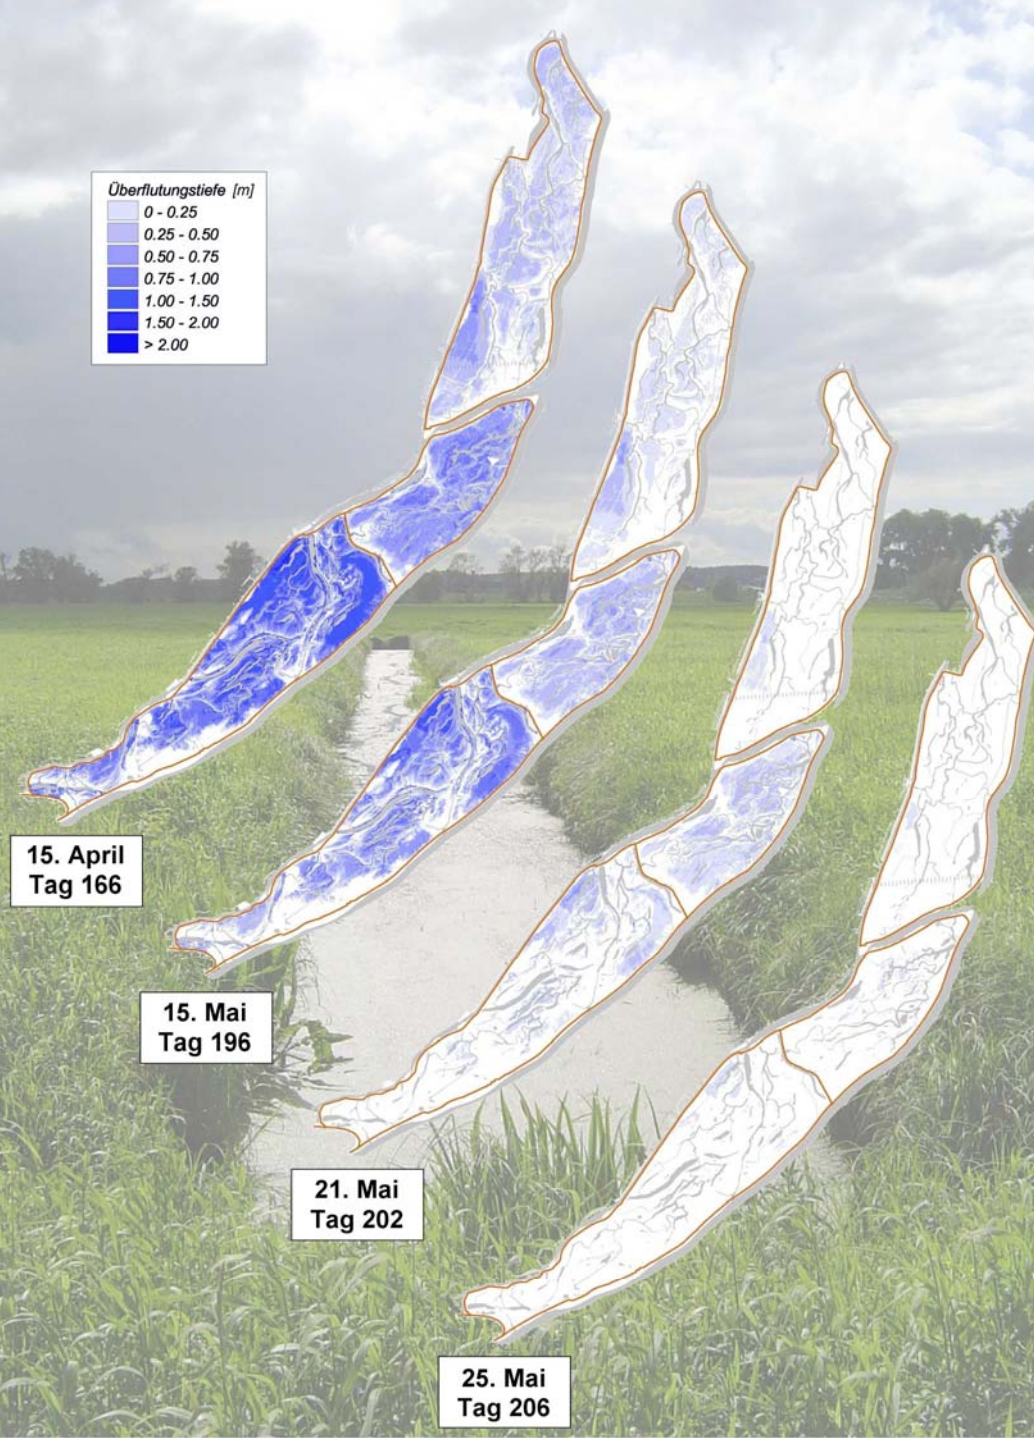 Überflutungstiefe [m]
0 - 0.25
0.25 - 0.50
0.50 - 0.75
0.75 - 1.00
1.00 - 1.50
1.50 - 2.00
> 2.00
15. April
Tag 166
15. Mai
Tag 196
21. Mai
Tag 202
25. Mai
Tag 206